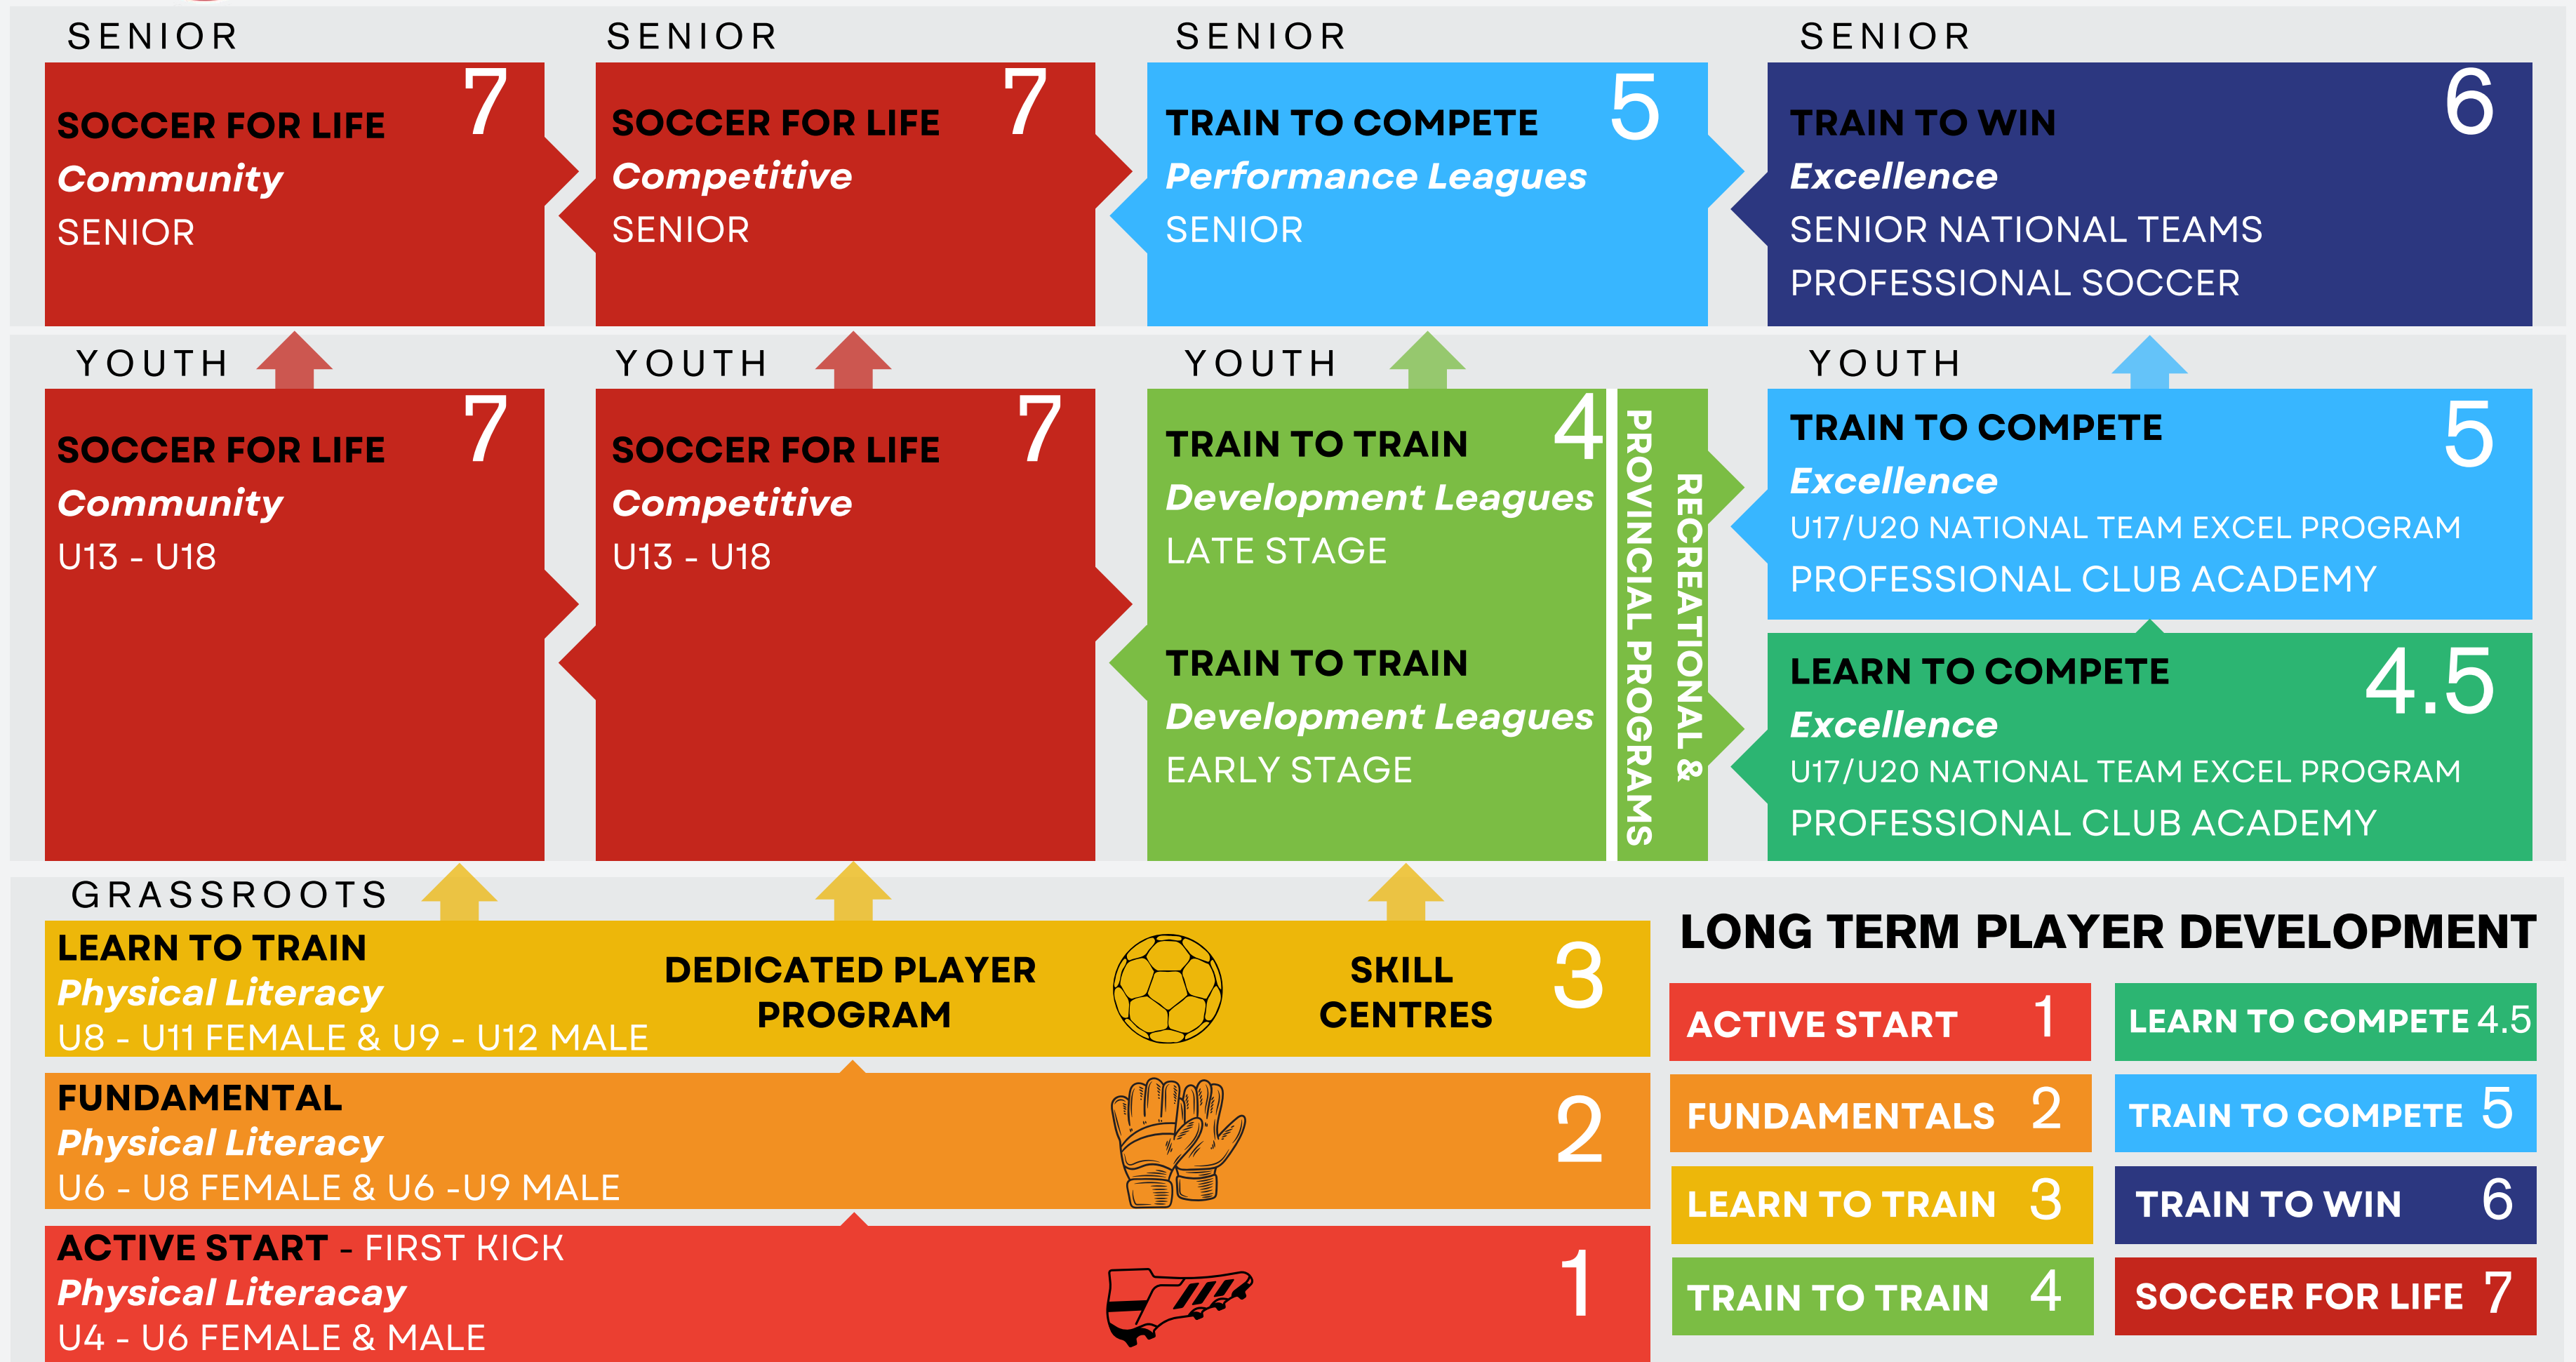 SENIOR
7
SOCCER FOR LIFE
Community
SENIOR
SENIOR
7
SOCCER FOR LIFE
Competitive
SENIOR
SENIOR
5
TRAIN TO COMPETE
Performance Leagues
SENIOR
SENIOR
6
TRAIN TO WIN
Excellence
SENIOR NATIONAL TEAMS
PROFESSIONAL SOCCER
YOUTH
7
SOCCER FOR LIFE
Community
U13 - U18
YOUTH
7
SOCCER FOR LIFE
Competitive
U13 - U18
YOUTH
4
TRAIN TO TRAIN
Development Leagues
LATE STAGE
TRAIN TO TRAIN
Development Leagues
EARLY STAGE
RECREATIONAL &
PROVINCIAL PROGRAMS
YOUTH
5
TRAIN TO COMPETE
Excellence
U17/U20 NATIONAL TEAM EXCEL PROGRAM
PROFESSIONAL CLUB ACADEMY
4.5
LEARN TO COMPETE
Excellence
U17/U20 NATIONAL TEAM EXCEL PROGRAM
PROFESSIONAL CLUB ACADEMY
GRASSROOTS
LEARN TO TRAIN
Physical Literacy
U8 - U11 FEMALE & U9 - U12 MALE
DEDICATED PLAYER
PROGRAM
SKILL
CENTRES
3
FUNDAMENTAL
Physical Literacy
U6 - U8 FEMALE & U6 -U9 MALE
2
ACTIVE START - FIRST KICK
Physical Literacay
U4 - U6 FEMALE & MALE
1
LONG TERM PLAYER DEVELOPMENT
ACTIVE START 1
FUNDAMENTALS 2
LEARN TO TRAIN 3
TRAIN TO TRAIN 4
LEARN TO COMPETE 4.5
TRAIN TO COMPETE 5
TRAIN TO WIN 6
SOCCER FOR LIFE 7